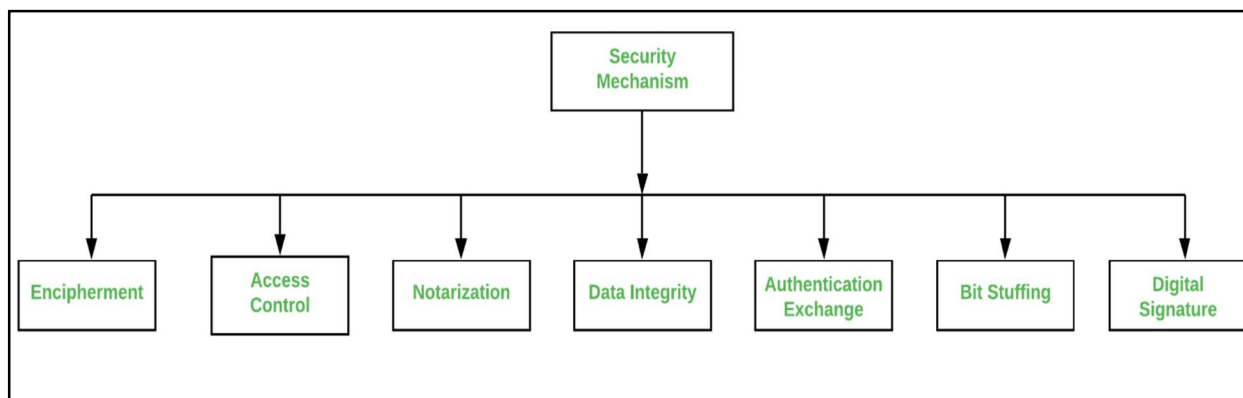 Security
Mechanism
Encipherment
Access
Control
Notarization
Data Integrity
Authentication
Exchange
Bit Stuffing
Digital
Signature